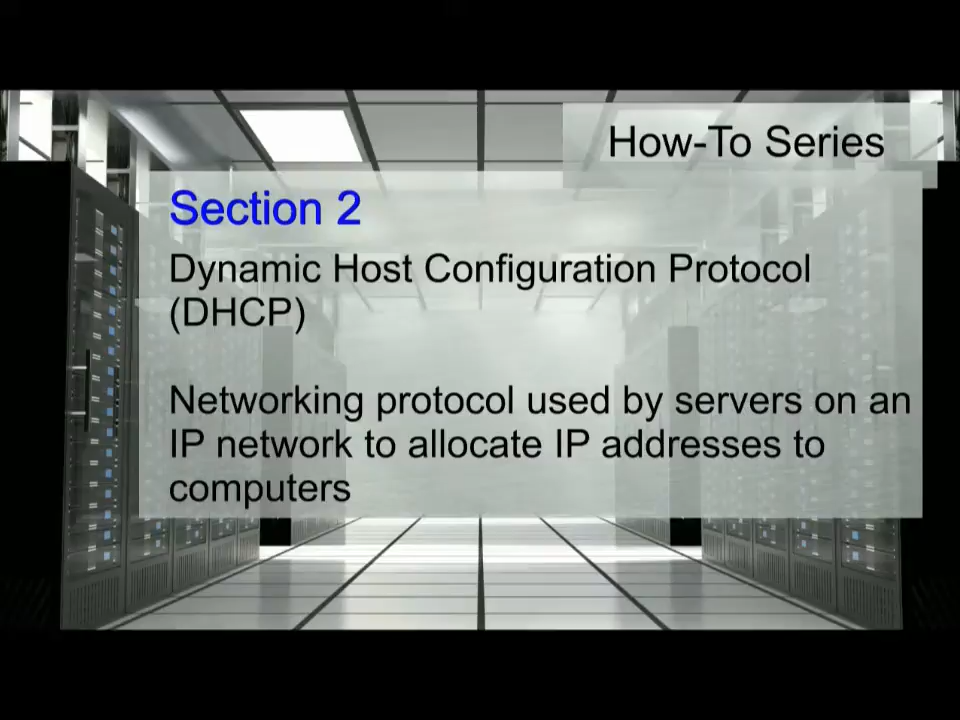 How-To Series
Section 2
Dynamic Host Configuration Protocol
(DHCP)
Networking protocol used by servers on an
IP network to allocate IP addresses to
computers